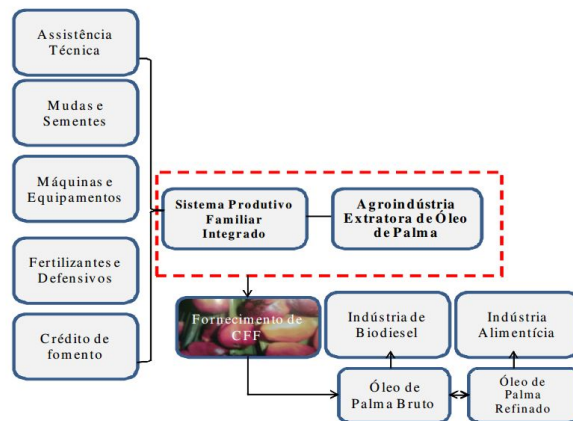 Assistência
Técnica
Mudas e
Sementes
Máquinas e
Equipamentos
Fertilizantes e
Defensivos
Crédito de
fomento
Sistema Produtivo
Familiar
Integrado
Agroindústria
Extratora de Óleo
de Palma
Fornecimento de
CFF
Indústria de
Biodiesel
Indústria
Alimentícia
Óleo de
Palma Bruto
Óleo de
Palma
Refinado